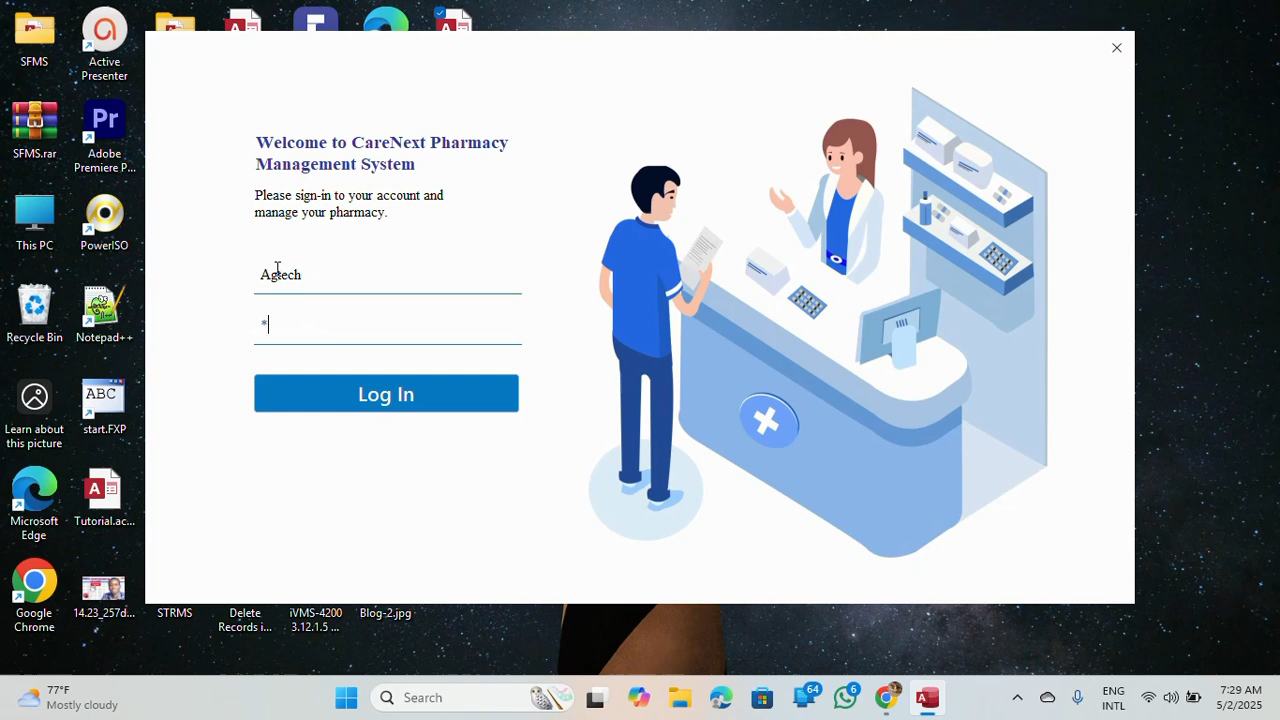 SFMS
Active
Presenter
SFMS.rar
Adobe
Premiere P...
This PC
PowerISO
Recycle Bin
Notepad++
ABC
Learn about
this picture
start.FXP
Microsoft
Edge
Tutorial.ac...
Google
Chrome
14.23_257d...
STRMS
Delete
Records i...
iVMS-4200
3.12.1.5 ...
Blog-2.jpg
Welcome to CareNext Pharmacy
Management System
Please sign-in to your account and
manage your pharmacy.
Agtech
*
Log In
77°F
Mostly cloudy
Search
64
6
ENG
INTL
7:29 AM
5/2/2025